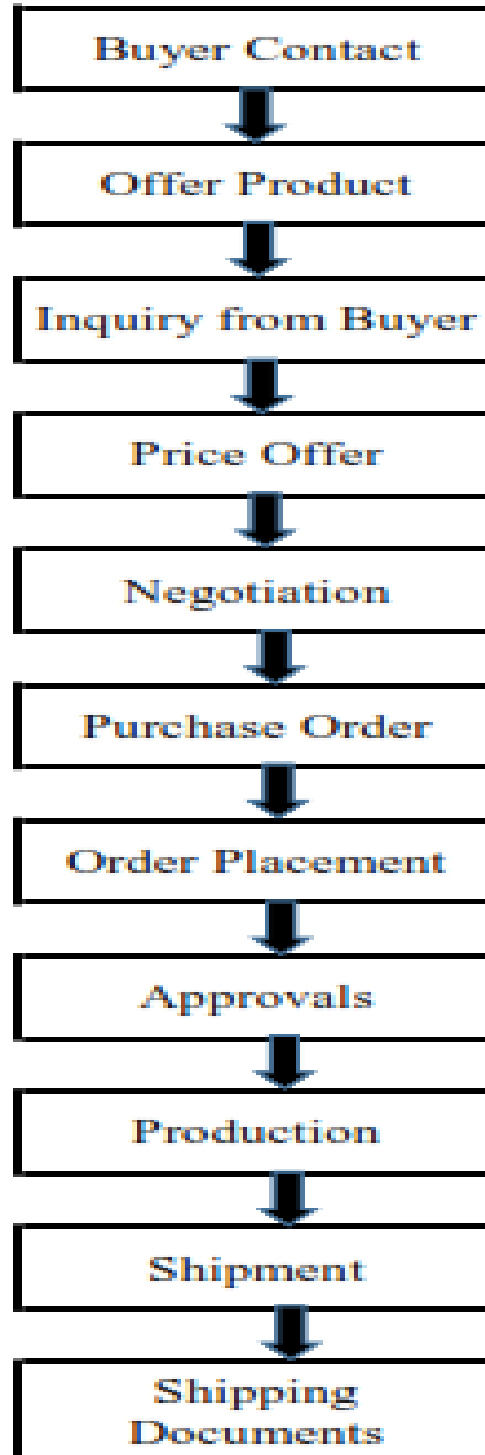 Buyer Contact
Offer Product
Inquiry from Buyer
Price Offer
Negotiation
Purchase Order
Order Placement
Approvals
Production
Shipment
Shipping
Documents